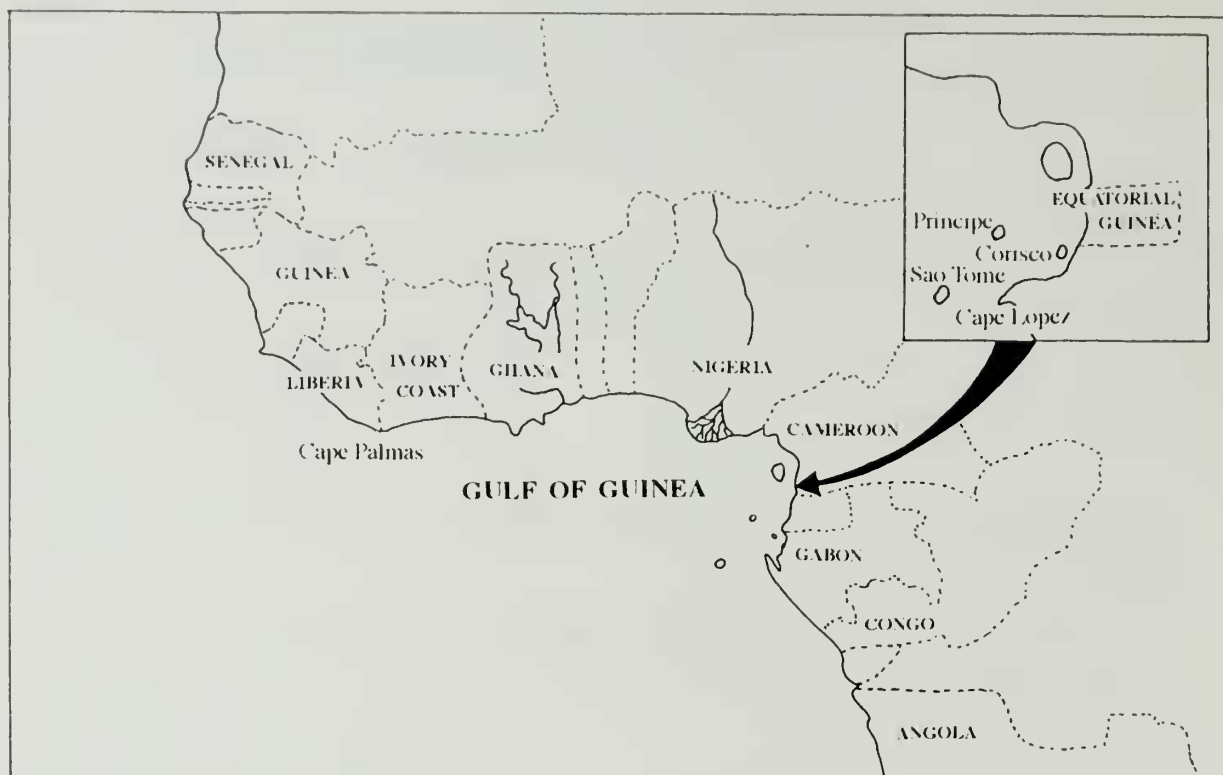 SENEGAL
GUINEA
LIBERIA
IVORY
COAST
GHANA
NIGERIA
CAMEROON
Cape Palmas
GULF OF GUINEA
GABON
CONGO
ANGOLA
EQUATORIAL
GUINEA
Principe
Corisco
Sao Tome
Cape Lopez